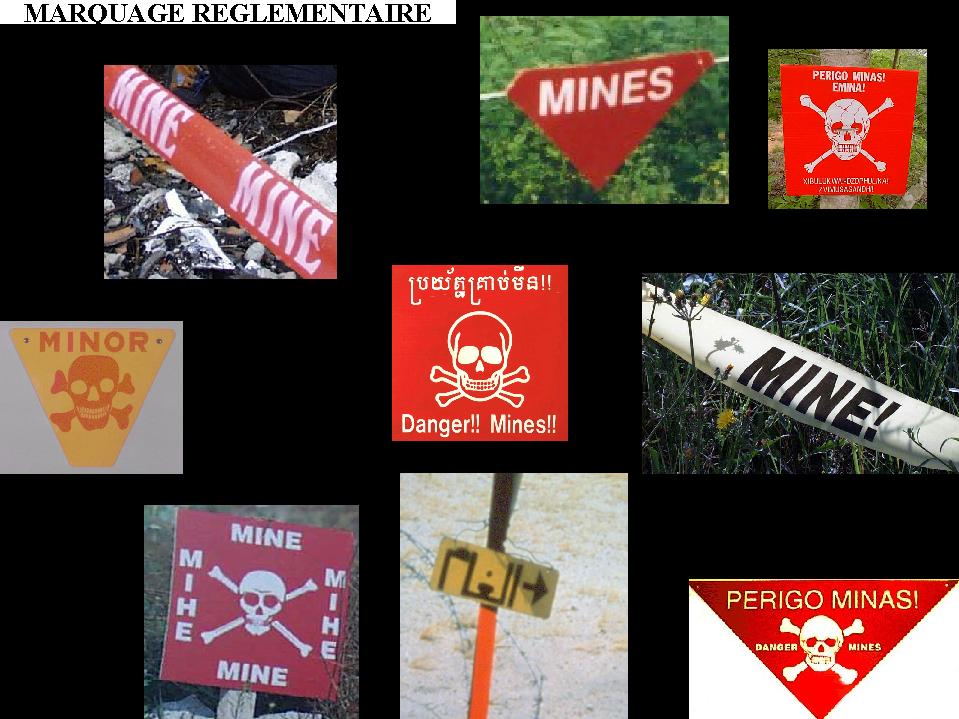 MARQUAGE REGLEMENTAIRE
MINE
MINE
MINES
PERIGO MINAS!
EMINA!
MINOR
ប្រយ័ត្នគ្រាប់មីន!!
Danger!! Mines!!
MINE!
MINE
MIHE
MIHE
MINE
PERIGO MINAS!
DANGER MINES